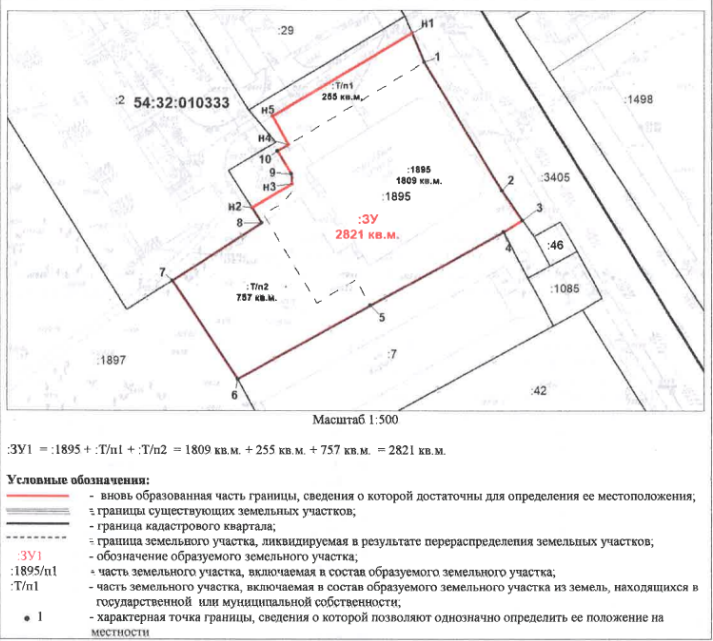 :29
н1
1
:Т/п1
255 кв.м.
:2 54:32:010333
:1498
н5
н4
10
9
н3
:1895
1809 кв.м.
:1895
2
:3405
3
н2
8
:ЗУ
2821 кв.м.
4
:46
7
:Т/п2
757 кв.м.
:1085
5
:7
:1897
6
:42
Масштаб 1:500
:ЗУ1 = :1895 + :Т/п1 + :Т/п2 = 1809 кв.м. + 255 кв.м. + 757 кв.м. = 2821 кв.м.
Условные обозначения:
- вновь образованная часть границы, сведения о которой достаточны для определения ее местоположения;
- границы существующих земельных участков;
- граница кадастрового квартала;
- граница земельного участка, ликвидируемая в результате перераспределения земельных участков;
:ЗУ1 - обозначение образуемого земельного участка;
:1895/п1 - часть земельного участка, включаемая в состав образуемого земельного участка;
:Т/п1 - часть земельного участка, включаемая в состав образуемого земельного участка из земель, находящихся в
государственной или муниципальной собственности;
• 1 - характерная точка границы, сведения о которой позволяют однозначно определить ее положение на
местности